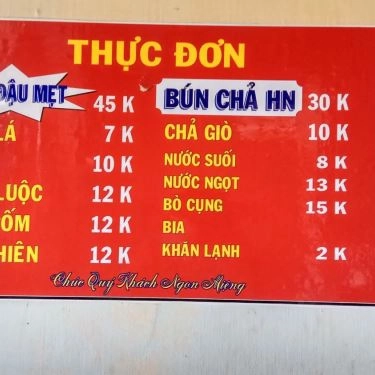 THỰC ĐƠN
ĐẬU MẸT 45 K
LÁ 7 K
10 K
LUỘC 12 K
CỐM 12 K
CHIÊN 12 K
BÚN CHẢ HN 30 K
CHẢ GIÒ 10 K
NƯỚC SUỐI 8 K
NƯỚC NGỌT 13 K
BÒ CỤNG 15 K
BIA
KHĂN LẠNH 2 K
Chúc Quý Khách Ngon Miệng